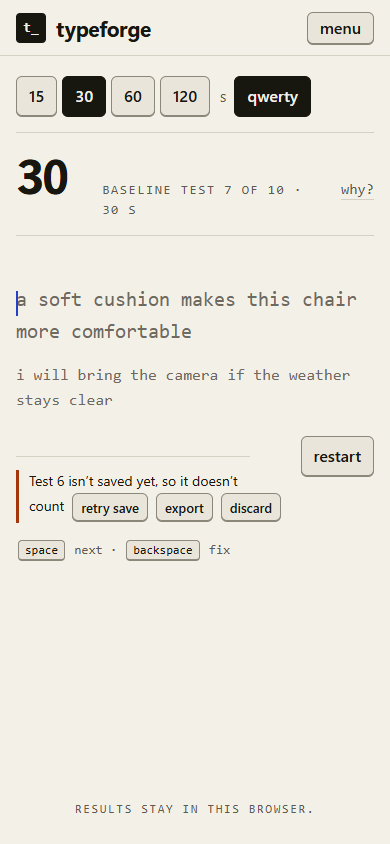 t_ typeforge menu
15 30 60 120 s qwerty
30 BASELINE TEST 7 OF 10 · why?
30 S
a soft cushion makes this chair
more comfortable
i will bring the camera if the weather
stays clear
restart
Test 6 isn’t saved yet, so it doesn’t
count retry save export discard
space next · backspace fix
RESULTS STAY IN THIS BROWSER.